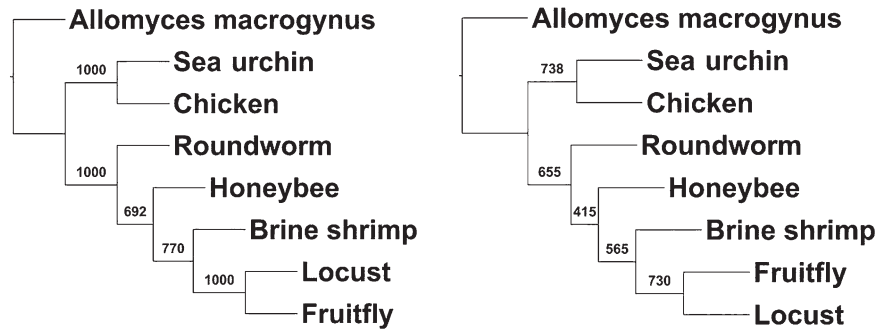 Allomyces macrogynus
1000
Sea urchin
Chicken
1000
Roundworm
692
Honeybee
770
Brine shrimp
1000
Locust
Fruitfly
Allomyces macrogynus
738
Sea urchin
Chicken
655
Roundworm
415
Honeybee
565
Brine shrimp
730
Fruitfly
Locust